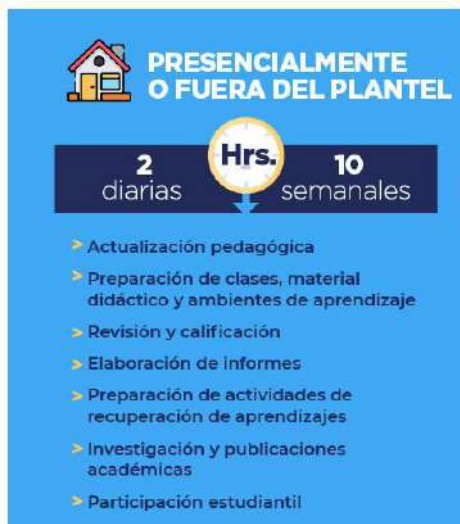 PRESENCIALMENTE
O FUERA DEL PLANTEL
2
diarias
Hrs.
10
semanales
> Actualización pedagógica
> Preparación de clases, material
didáctico y ambientes de aprendizaje
> Revisión y calificación
> Elaboración de informes
> Preparación de actividades de
recuperación de aprendizajes
> Investigación y publicaciones
académicas
> Participación estudiantil